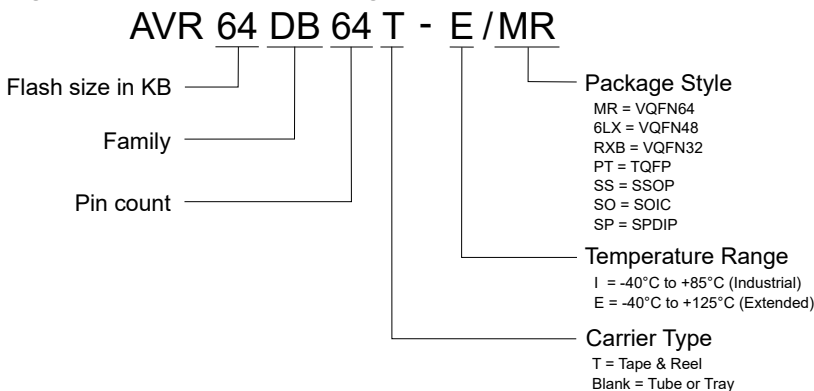 AVR 64 DB 64 T - E / MR
Flash size in KB
Family
Pin count
Package Style
MR = VQFN64
6LX = VQFN48
RXB = VQFN32
PT = TQFP
SS = SSOP
SO = SOIC
SP = SPDIP
Temperature Range
I = -40°C to +85°C (Industrial)
E = -40°C to +125°C (Extended)
Carrier Type
T = Tape & Reel
Blank = Tube or Tray